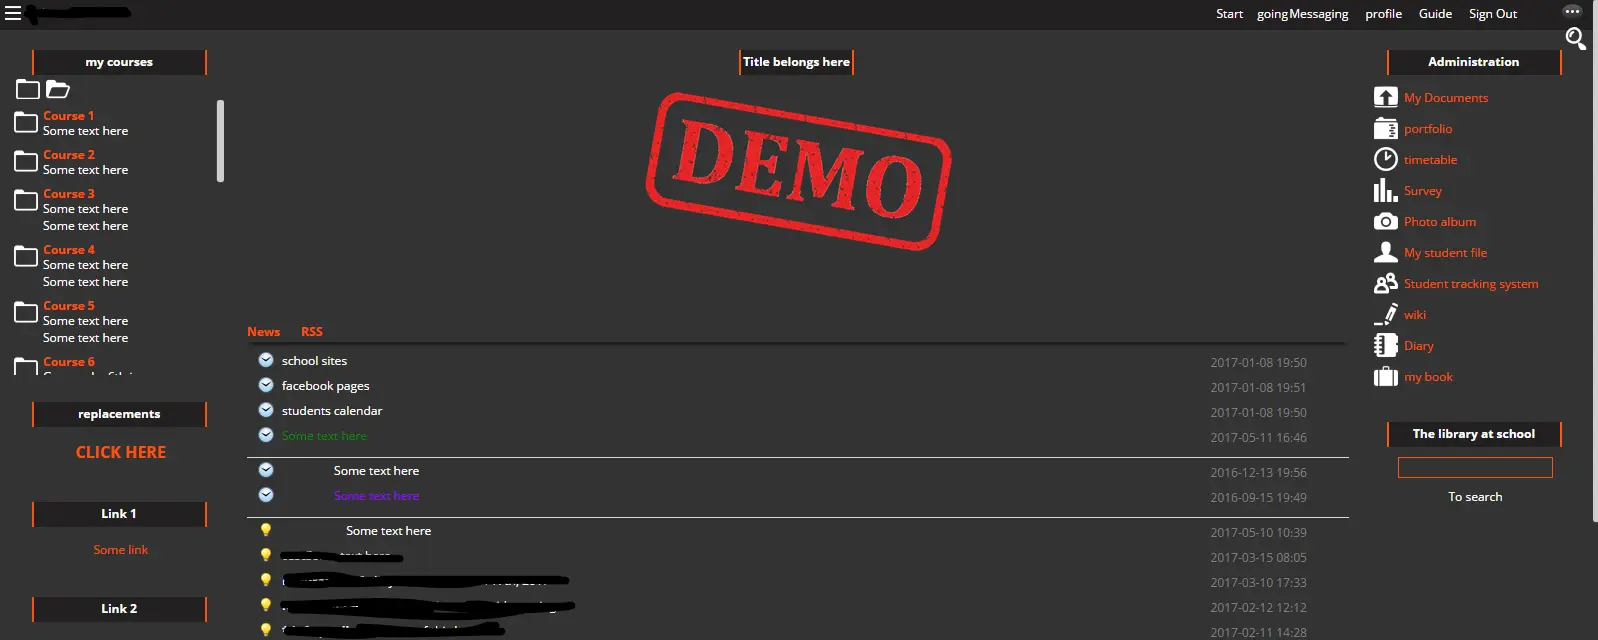 Start going Messaging profile Guide Sign Out
my courses
Course 1
Some text here
Course 2
Some text here
Course 3
Some text here
Some text here
Course 4
Some text here
Some text here
Course 5
Some text here
Some text here
Course 6
replacements
CLICK HERE
Link 1
Some link
Link 2
Title belongs here
DEMO
News RSS
school sites 2017-01-08 19:50
facebook pages 2017-01-08 19:51
students calendar 2017-01-08 19:50
Some text here 2017-05-11 16:46
Some text here 2016-12-13 19:56
Some text here 2016-09-15 19:49
Some text here 2017-05-10 10:39
2017-03-15 08:05
2017-03-10 17:33
2017-02-12 12:12
2017-02-11 14:28
Administration
My Documents
portfolio
timetable
Survey
Photo album
My student file
Student tracking system
wiki
Diary
my book
The library at school
To search